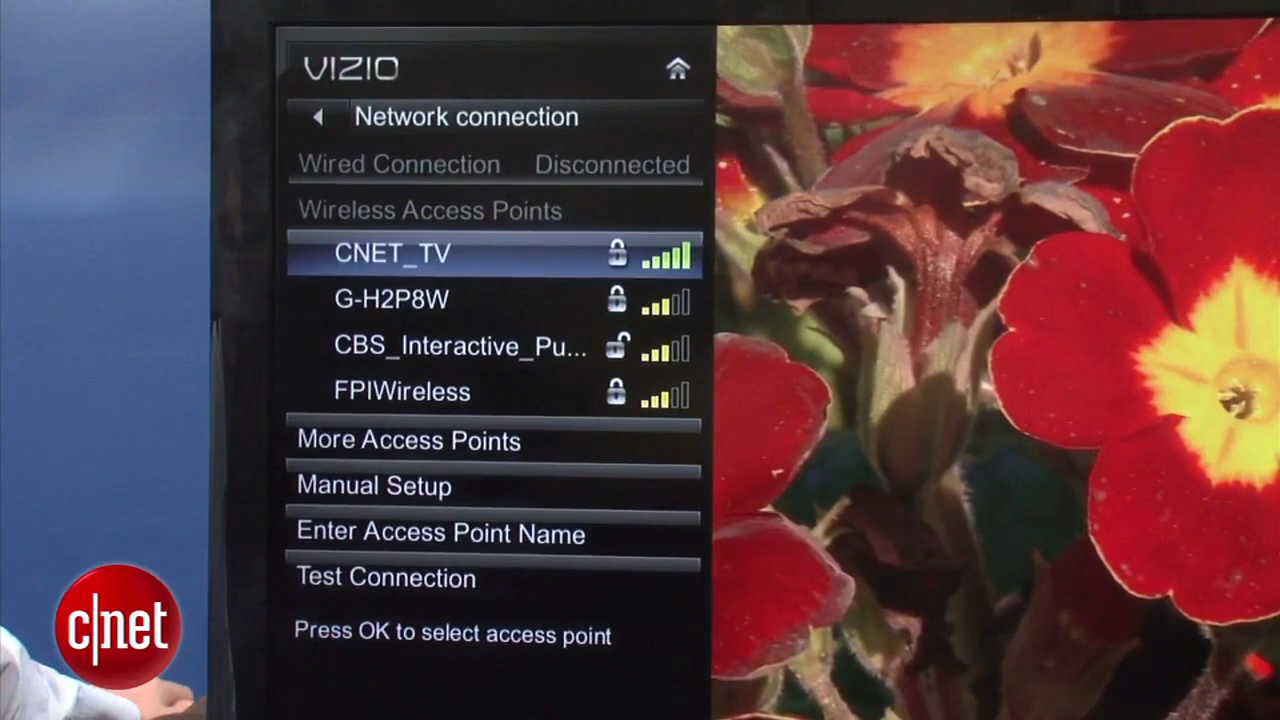 VIZIO
Network connection
Wired Connection Disconnected
Wireless Access Points
CNET_TV
G-H2P8W
CBS_Interactive_Pu...
FPIWireless
More Access Points
Manual Setup
Enter Access Point Name
Test Connection
Press OK to select access point
c|net